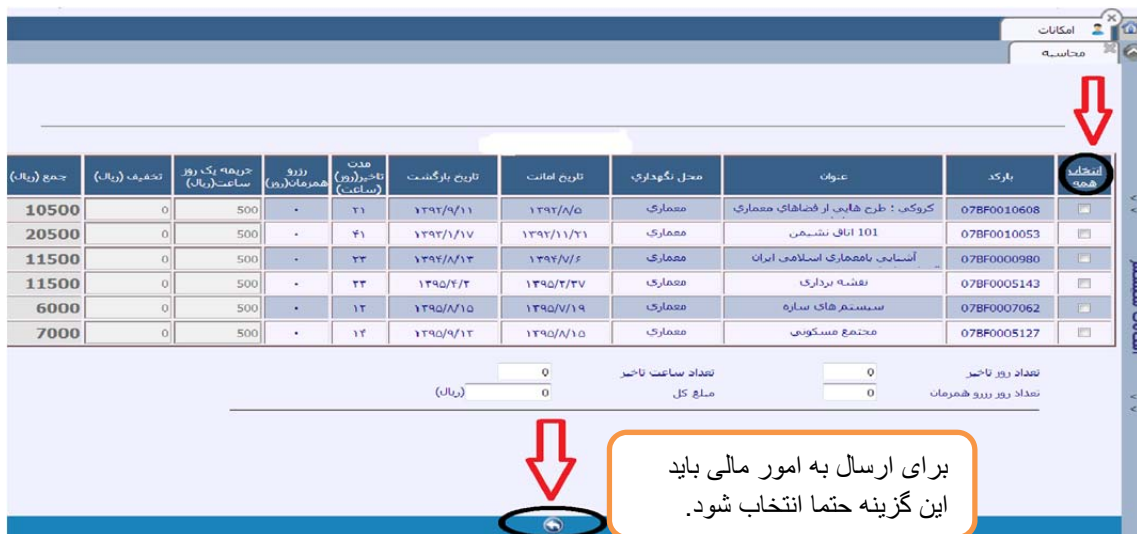 امکانات
محاسبه
انتخاب همه | بارکد | عنوان | محل نگهداری | تاریخ امانت | تاریخ بازگشت | مدت تاخیر(روز)(ساعت) | رزرو همزمان(روز) | جریمه یک روز ساعت(ریال) | تخفیف (ریال) | جمع (ریال)
07BF0010608 | کروکی : طرح هایی از فضاهای معماری | معماری | ۱۳۹۲/۸/۵ | ۱۳۹۲/۹/۱۱ | ۲۱ | ۰ | 500 | 0 | 10500
07BF0010053 | 101 اتاق نشیمن | معماری | ۱۳۹۲/۱۱/۲۱ | ۱۳۹۳/۱/۱۷ | ۴۱ | ۰ | 500 | 0 | 20500
07BF0000980 | آشنایی بامعماری اسلامی ایران | معماری | ۱۳۹۴/۷/۶ | ۱۳۹۴/۸/۱۳ | ۲۳ | ۰ | 500 | 0 | 11500
07BF0005143 | نقشه برداری | معماری | ۱۳۹۵/۲/۲۷ | ۱۳۹۵/۴/۲ | ۲۳ | ۰ | 500 | 0 | 11500
07BF0007062 | سیستم های سازه | معماری | ۱۳۹۵/۷/۱۹ | ۱۳۹۵/۸/۱۵ | ۱۲ | ۰ | 500 | 0 | 6000
07BF0005127 | مجتمع مسکونی | معماری | ۱۳۹۵/۸/۱۵ | ۱۳۹۵/۹/۱۳ | ۱۴ | ۰ | 500 | 0 | 7000
تعداد روز تاخیر 0 تعداد ساعت تاخیر 0
تعداد روز رزرو همزمان 0 مبلغ کل 0 (ریال)
برای ارسال به امور مالی باید
این گزینه حتما انتخاب شود.